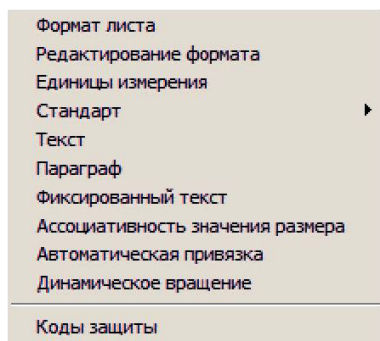 Формат листа
Редактирование формата
Единицы измерения
Стандарт
Текст
Параграф
Фиксированный текст
Ассоциативность значения размера
Автоматическая привязка
Динамическое вращение
Коды защиты